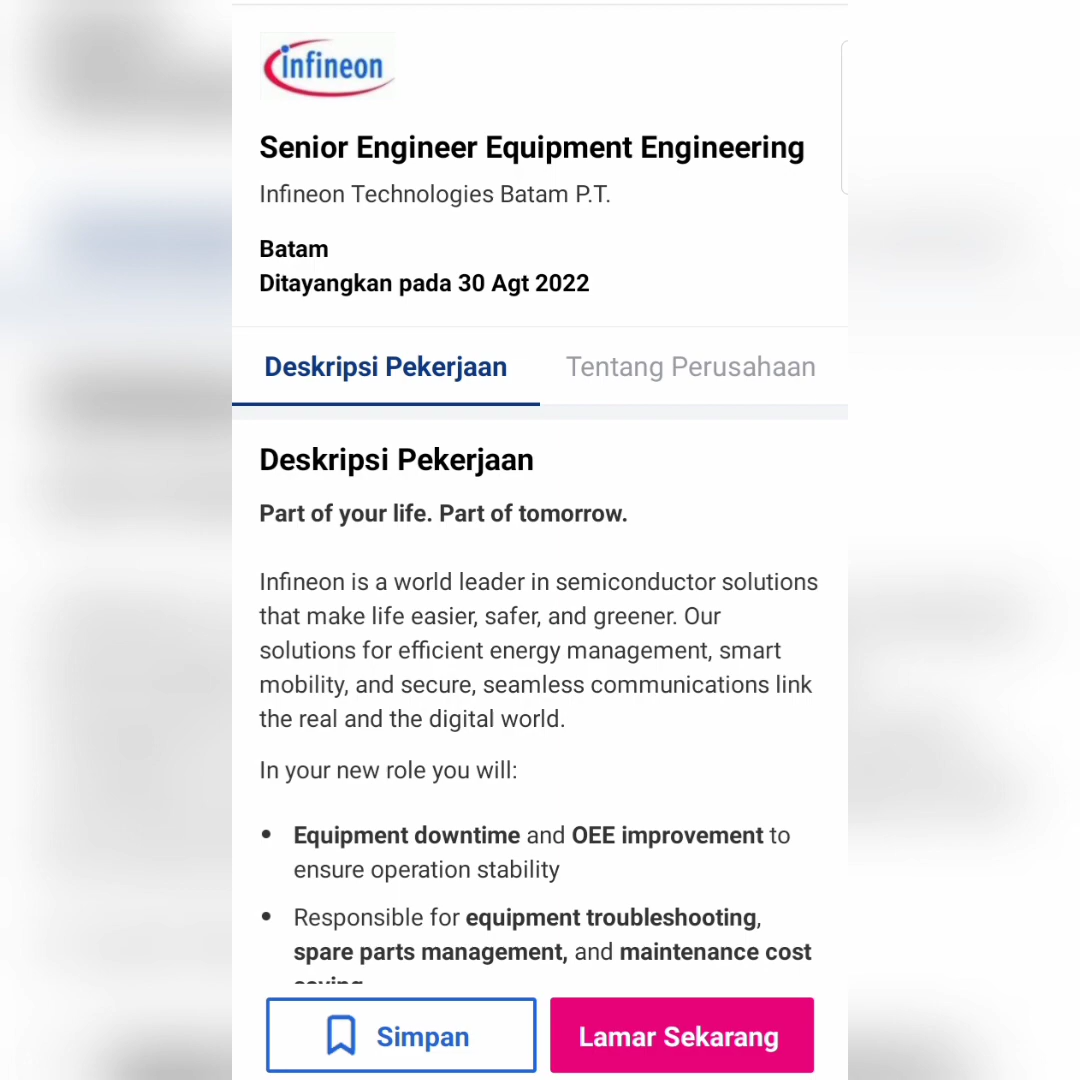 infineon
Senior Engineer Equipment Engineering
Infineon Technologies Batam P.T.
Batam
Ditayangkan pada 30 Agt 2022
Deskripsi Pekerjaan
Tentang Perusahaan
Deskripsi Pekerjaan
Part of your life. Part of tomorrow.
Infineon is a world leader in semiconductor solutions
that make life easier, safer, and greener. Our
solutions for efficient energy management, smart
mobility, and secure, seamless communications link
the real and the digital world.
In your new role you will:
• Equipment downtime and OEE improvement to
ensure operation stability
• Responsible for equipment troubleshooting,
spare parts management, and maintenance cost
Simpan
Lamar Sekarang